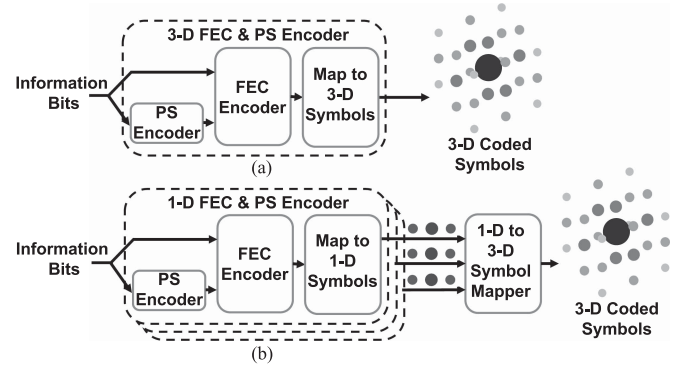 3-D FEC & PS Encoder
Information
Bits
PS
Encoder
FEC
Encoder
Map to
3-D
Symbols
3-D Coded
Symbols
(a)
1-D FEC & PS Encoder
Information
Bits
PS
Encoder
FEC
Encoder
Map to
1-D
Symbols
1-D to
3-D
Symbol
Mapper
3-D Coded
Symbols
(b)